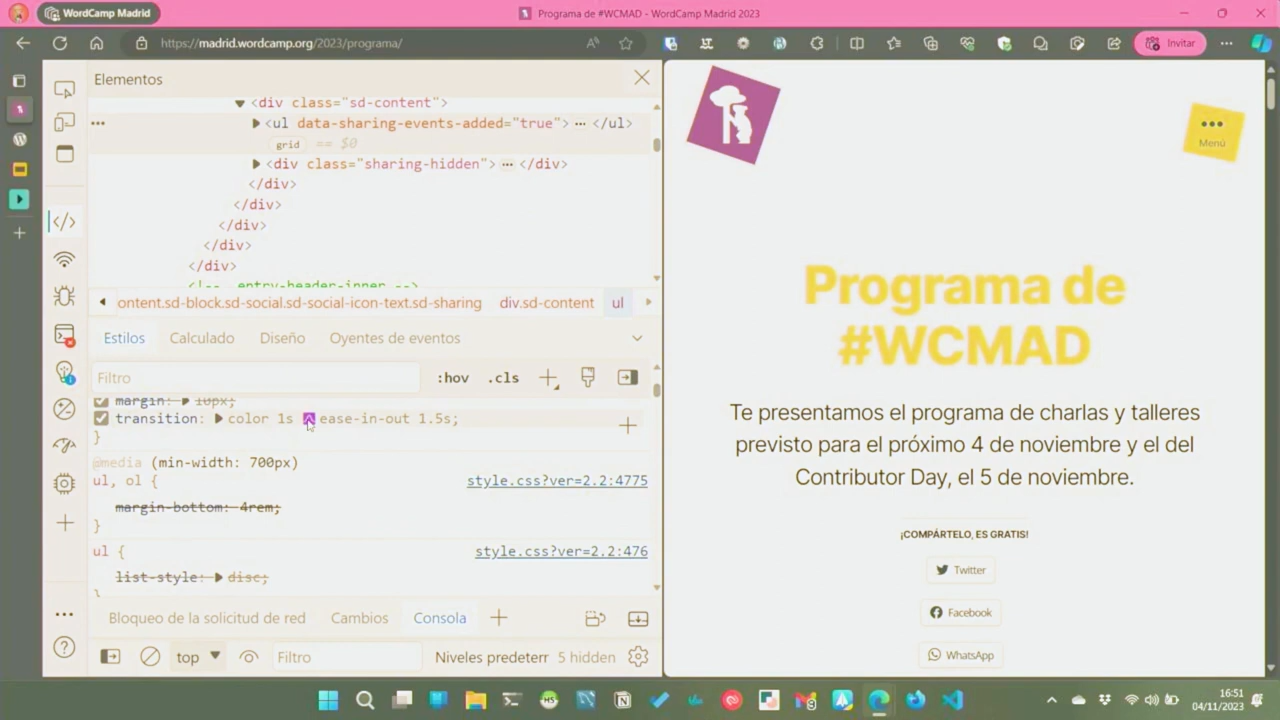 WordCamp Madrid
Programa de #WCMAD - WordCamp Madrid 2023
https://madrid.wordcamp.org/2023/programa/
Invitar
Elementos
<div class="sd-content">
<ul data-sharing-events-added="true"> ⋯ </ul>
grid == $0
<div class="sharing-hidden"> ⋯ </div>
</div>
</div>
</div>
</div>
</div>
<!-- .entry-header-inner -->
ontent.sd-block.sd-social.sd-social-icon-text.sd-sharing div.sd-content ul
Estilos Calculado Diseño Oyentes de eventos
Filtro :hov .cls
margin: 10px;
transition: color 1s ease-in-out 1.5s;
}
@media (min-width: 700px)
ul, ol { style.css?ver=2.2:4775
margin-bottom: 4rem;
}
ul { style.css?ver=2.2:476
list-style: disc;
Bloqueo de la solicitud de red Cambios Consola
top Filtro Niveles predeterr 5 hidden
Menú
Programa de
#WCMAD
Te presentamos el programa de charlas y talleres
previsto para el próximo 4 de noviembre y el del
Contributor Day, el 5 de noviembre.
¡COMPÁRTELO, ES GRATIS!
Twitter
Facebook
WhatsApp
16:51
04/11/2023